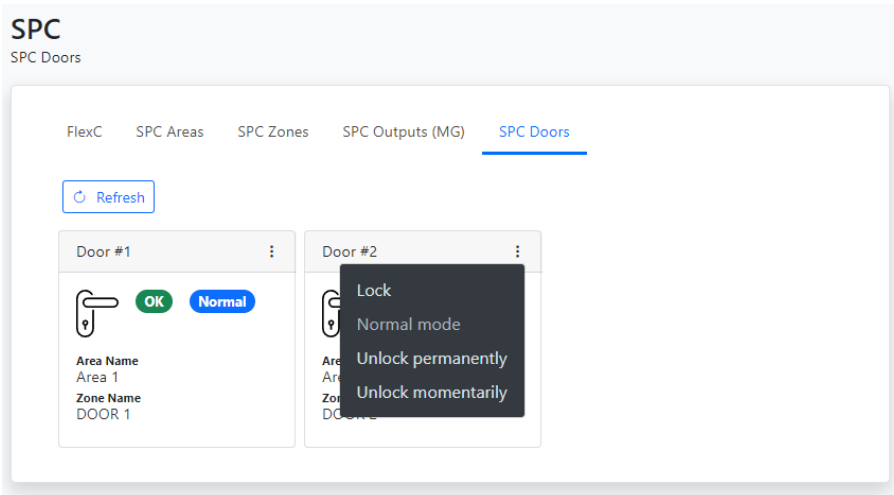 SPC
SPC Doors
FlexC SPC Areas SPC Zones SPC Outputs (MG) SPC Doors
Refresh
Door #1
OK Normal
Area Name
Area 1
Zone Name
DOOR 1
Door #2
Lock
Normal mode
Unlock permanently
Unlock momentarily